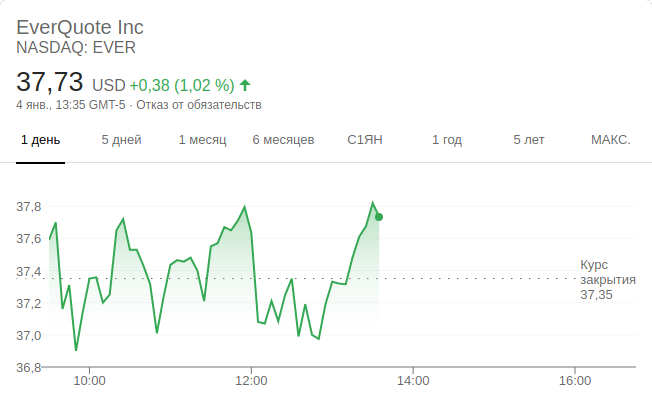 EverQuote Inc
NASDAQ: EVER
37,73 USD +0,38 (1,02 %)
4 янв., 13:35 GMT-5 · Отказ от обязательств
1 день 5 дней 1 месяц 6 месяцев С1ЯН 1 год 5 лет МАКС.
37,8
37,6
37,4
37,2
37,0
36,8
Курс
закрытия
37,35
10:00 12:00 14:00 16:00